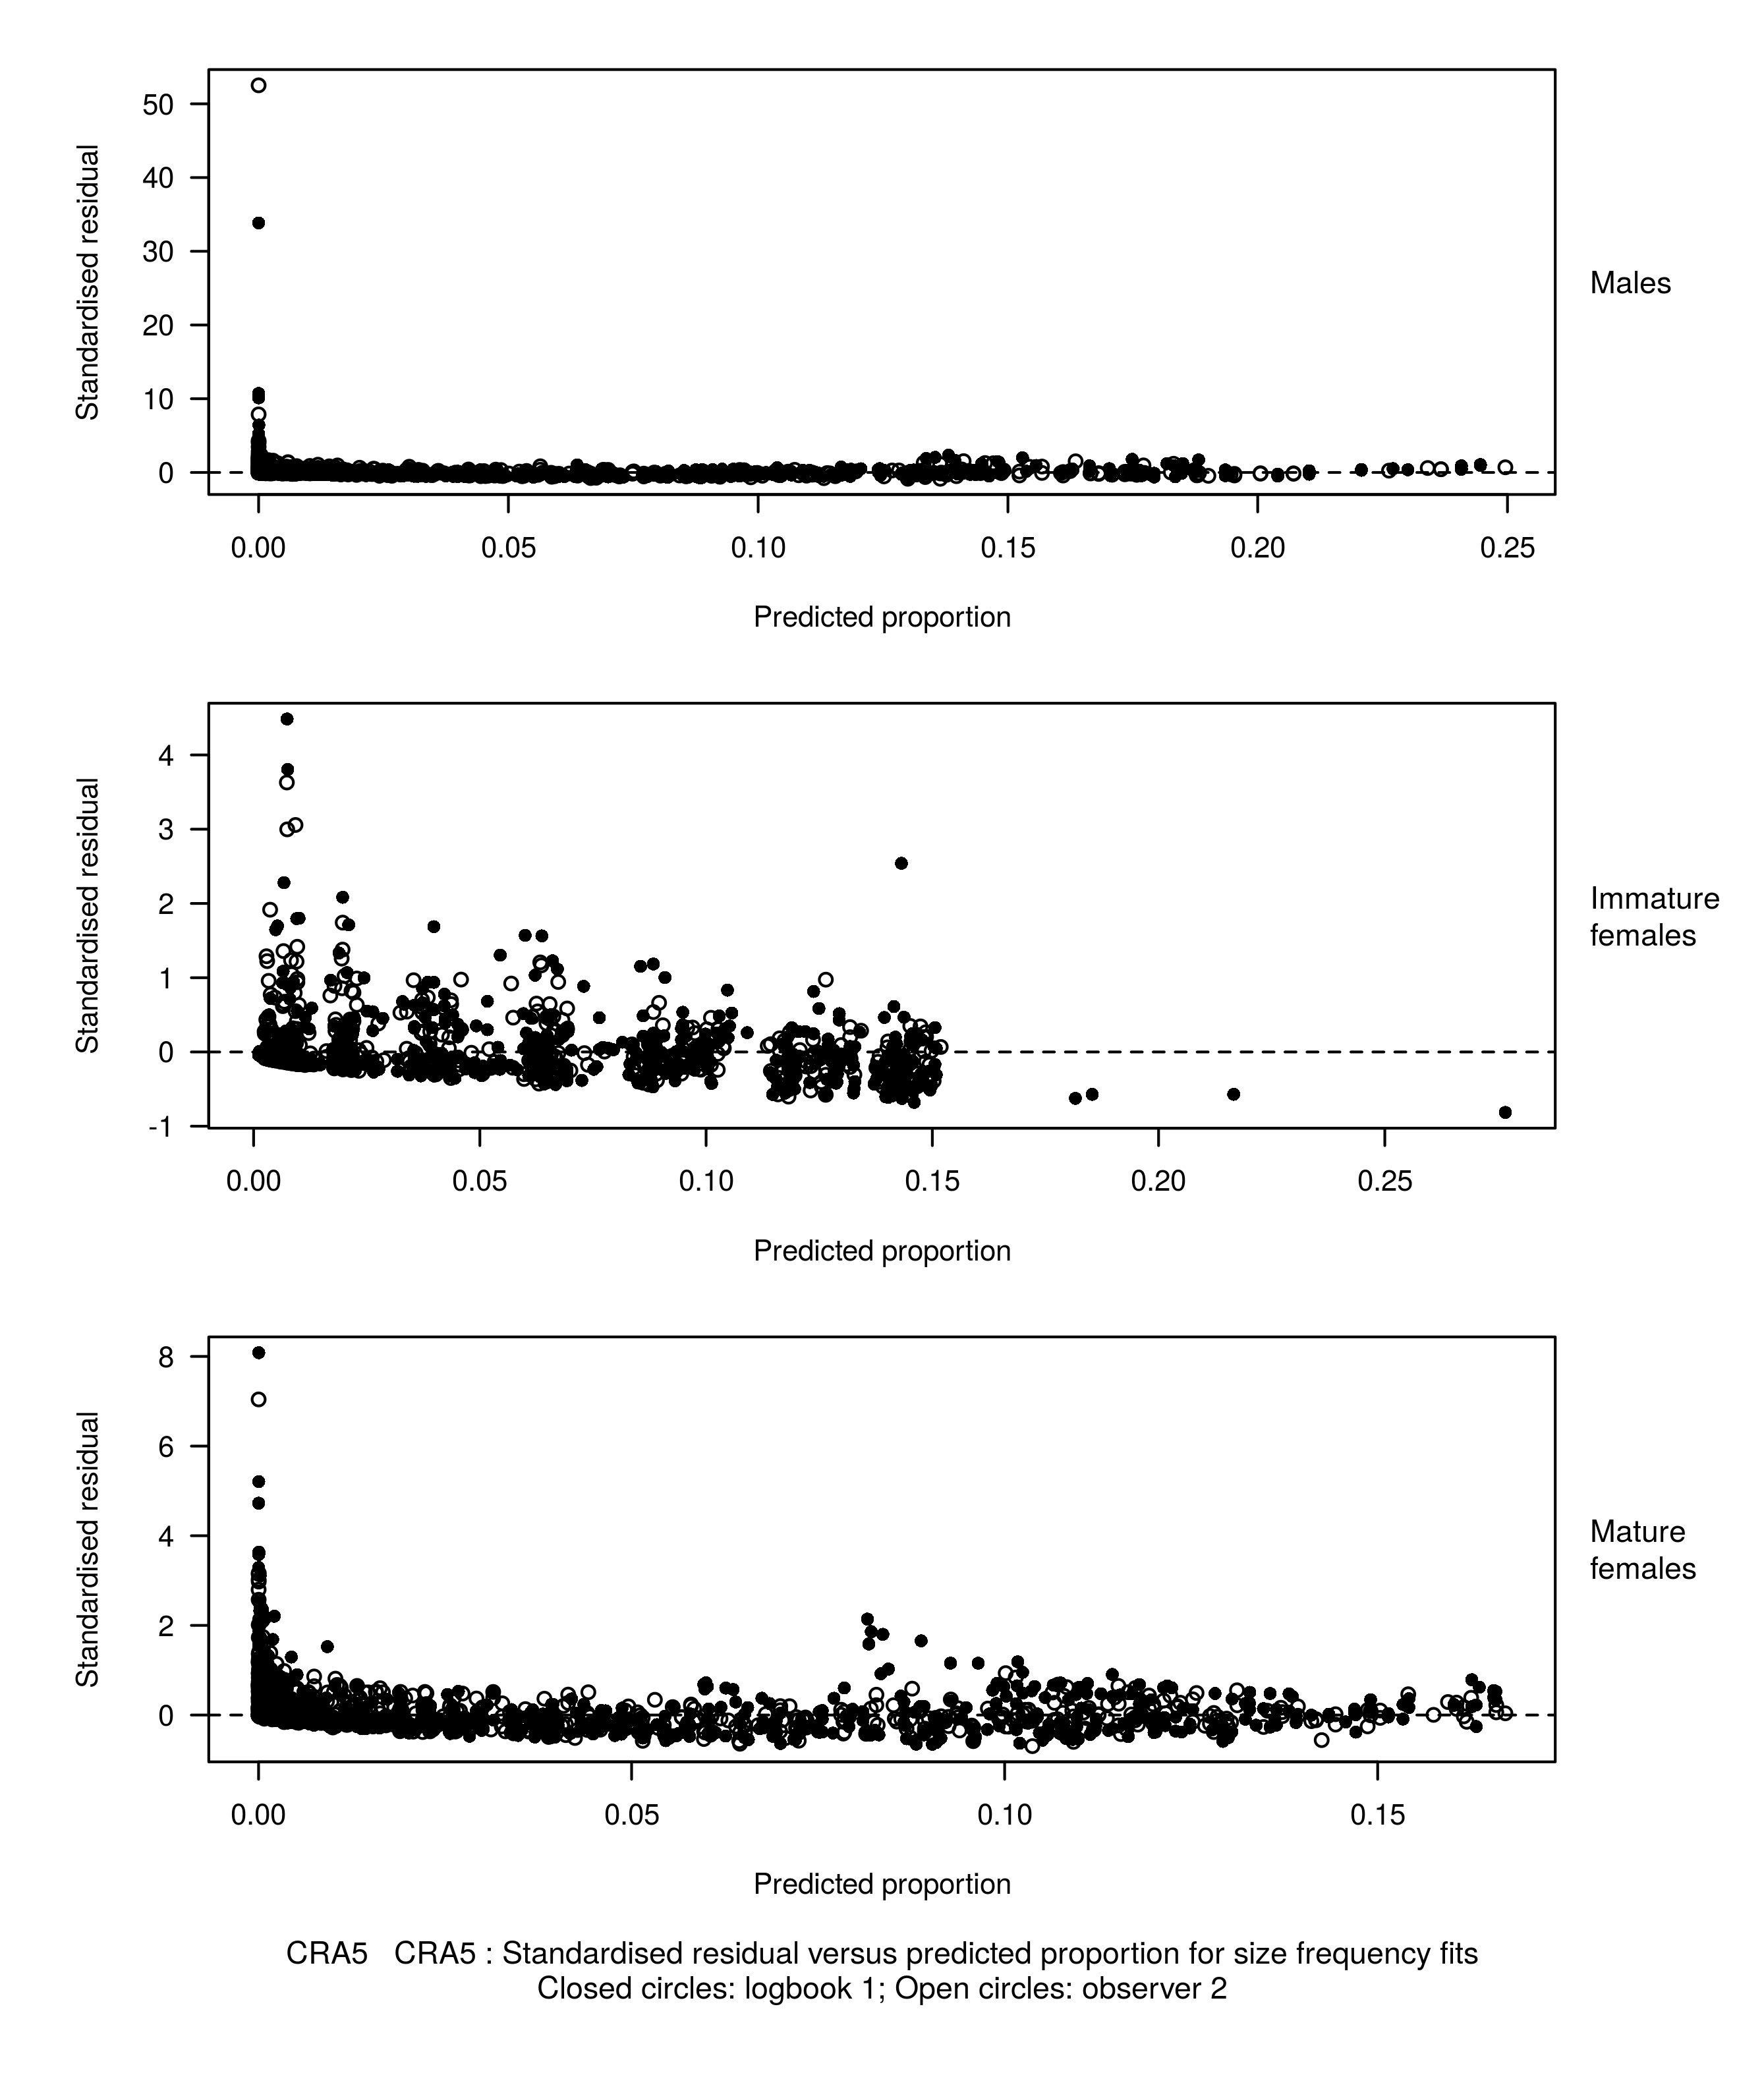 50
40
30
20
10
0
Standardised residual
Males
0.00 0.05 0.10 0.15 0.20 0.25
Predicted proportion
4
3
2
1
0
-1
Standardised residual
Immature
females
0.00 0.05 0.10 0.15 0.20 0.25
Predicted proportion
8
6
4
2
0
Standardised residual
Mature
females
0.00 0.05 0.10 0.15
Predicted proportion
CRA5 CRA5 : Standardised residual versus predicted proportion for size frequency fits
Closed circles: logbook 1; Open circles: observer 2